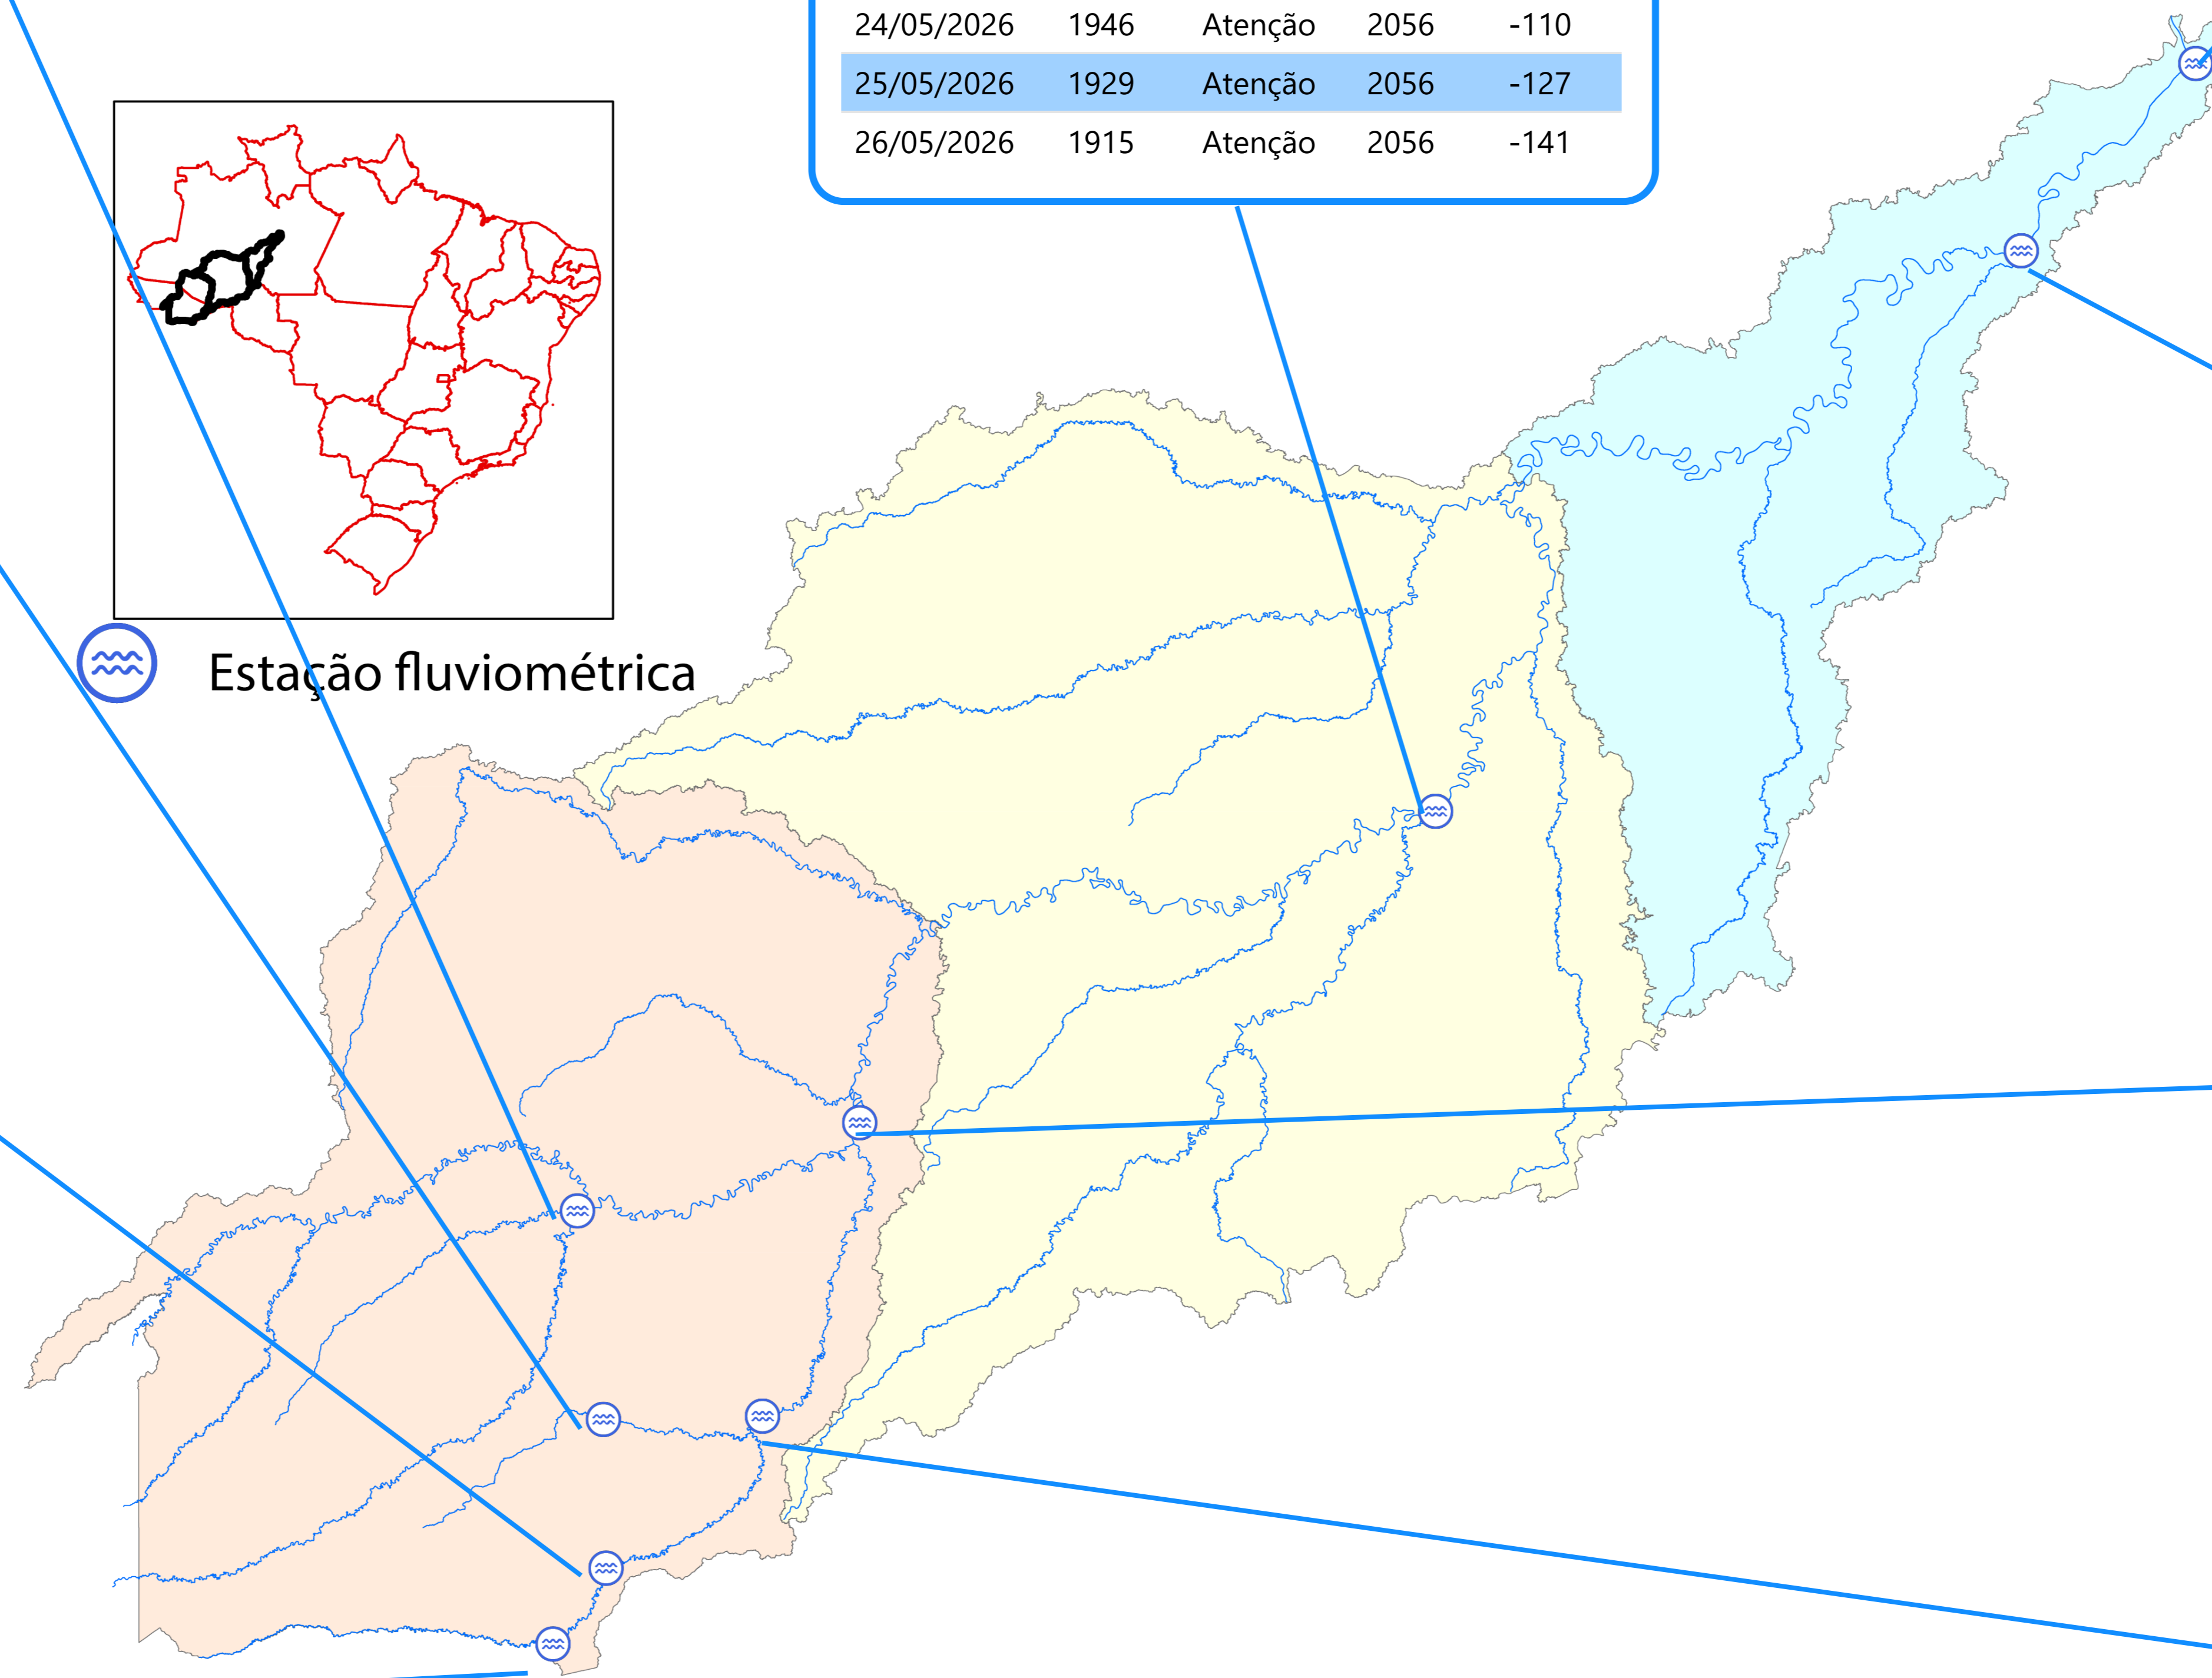 24/05/2026 1946 Atenção 2056 -110
25/05/2026 1929 Atenção 2056 -127
26/05/2026 1915 Atenção 2056 -141
Estação fluviométrica